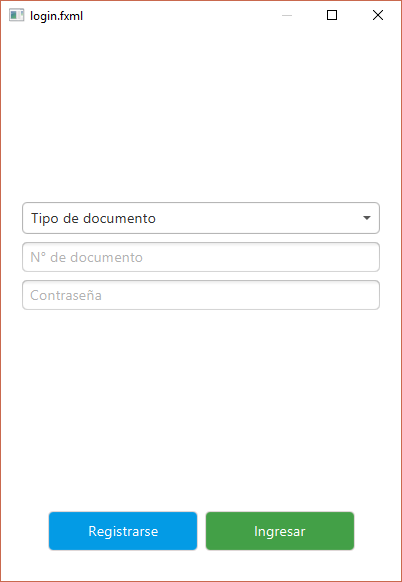 login.fxml
Tipo de documento
N° de documento
Contraseña
Registrarse
Ingresar